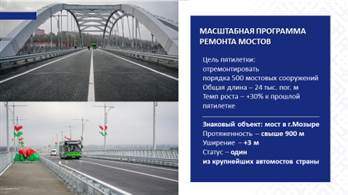 МАСШТАБНАЯ ПРОГРАММА
РЕМОНТА МОСТОВ
Цель пятилетки:
отремонтировать
порядка 500 мостовых сооружений
Общая длина – 24 тыс. пог. м
Темп роста – +30% к прошлой
пятилетке
Знаковый объект: мост в г.Мозыре
Протяженность – свыше 900 м
Уширение – +3 м
Статус – один
из крупнейших автомостов страны